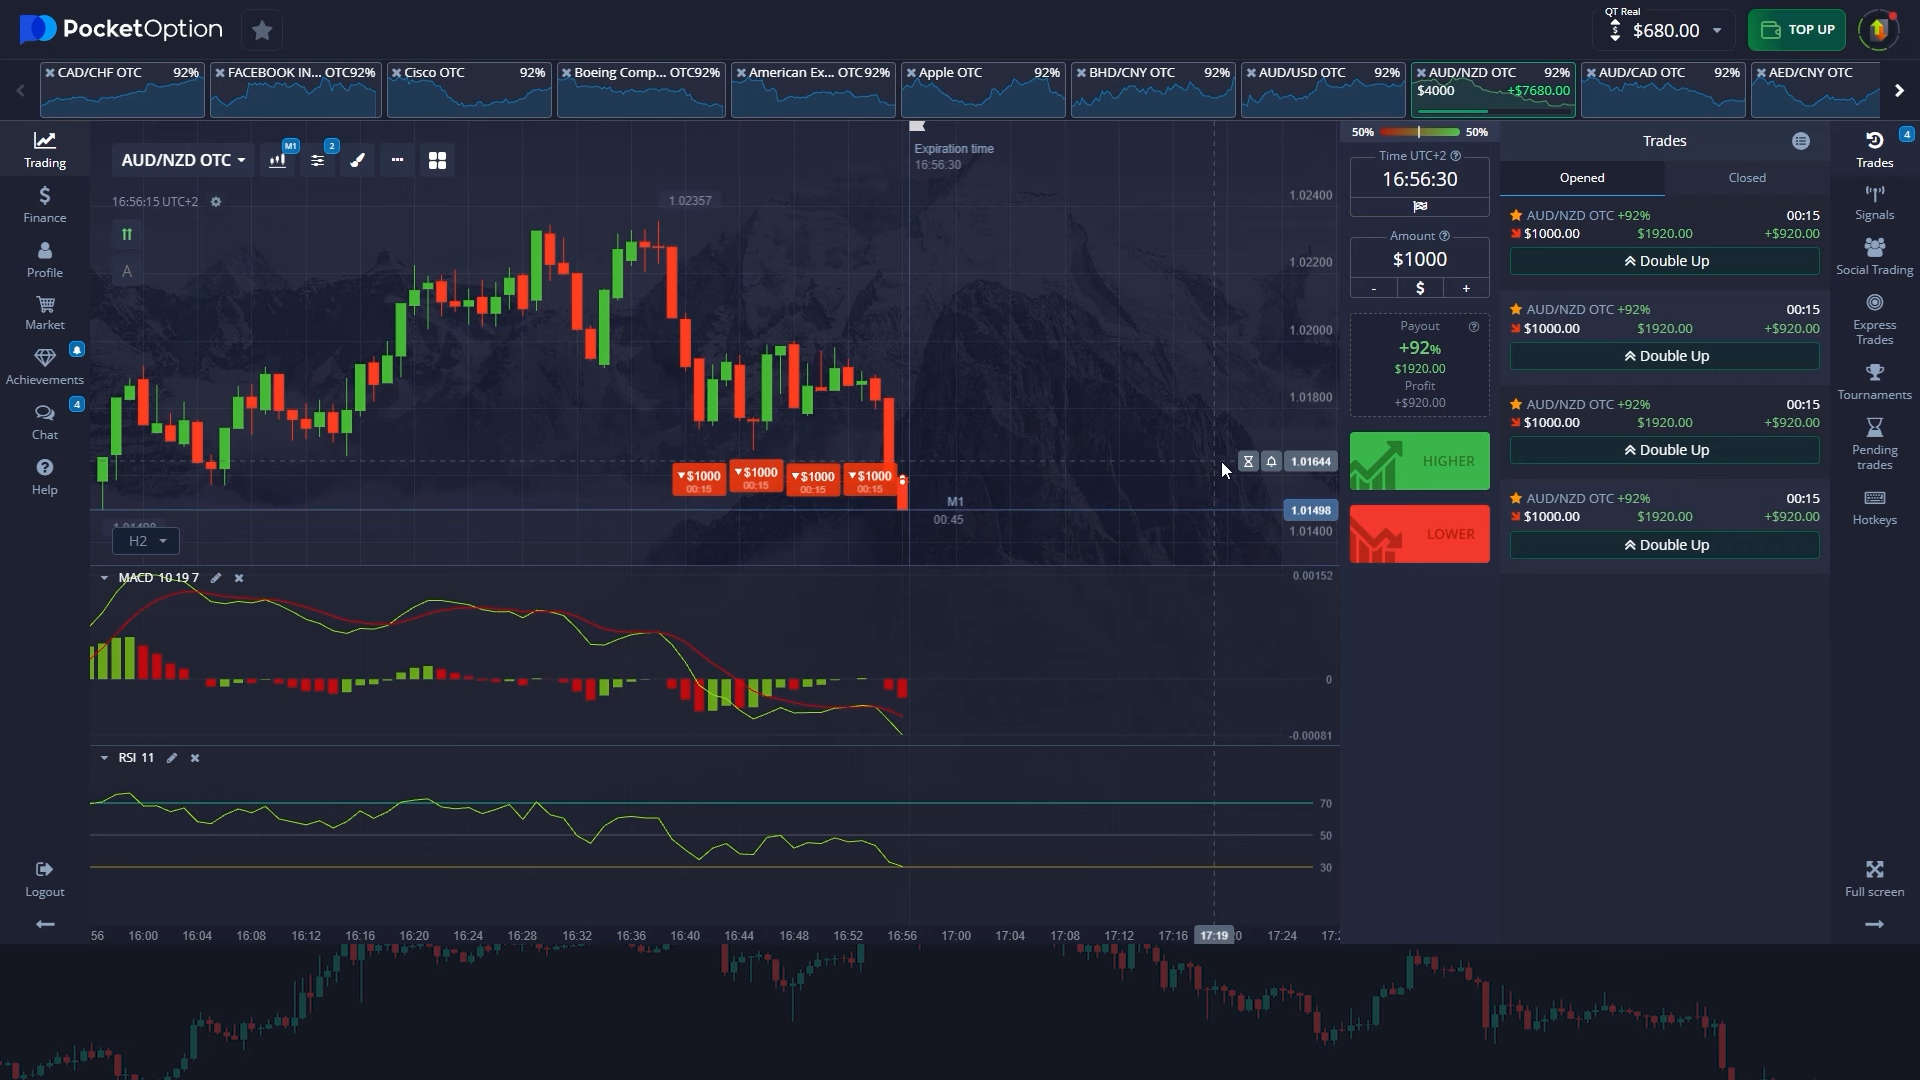 PocketOption
QT Real
$680.00
TOP UP
CAD/CHF OTC 92%
FACEBOOK IN... OTC92%
Cisco OTC 92%
Boeing Comp... OTC92%
American Ex... OTC 92%
Apple OTC 92%
BHD/CNY OTC 92%
AUD/USD OTC 92%
AUD/NZD OTC 92%
$4000 +$7680.00
AUD/CAD OTC 92%
AED/CNY OTC
Trading
Finance
Profile
Market
Achievements
4
Chat
Help
Logout
AUD/NZD OTC
M1
2
16:56:15 UTC+2
A
Expiration time
16:56:30
1.02357
1.02400
1.02200
1.02000
1.01800
1.01644
1.01498
1.01400
$1000
00:15
$1000
00:15
$1000
00:15
$1000
00:15
M1
00:45
H2
MACD 10 19 7
0.00152
0
-0.00081
RSI 11
70
50
30
56 16:00 16:04 16:08 16:12 16:16 16:20 16:24 16:28 16:32 16:36 16:40 16:44 16:48 16:52 16:56 17:00 17:04 17:08 17:12 17:16 17:19 0 17:24 17:2
50% 50%
Time UTC+2
16:56:30
Amount
$1000
- $ +
Payout
+92%
$1920.00
Profit
+$920.00
HIGHER
LOWER
Trades
Opened Closed
AUD/NZD OTC +92% 00:15
$1000.00 $1920.00 +$920.00
Double Up
AUD/NZD OTC +92% 00:15
$1000.00 $1920.00 +$920.00
Double Up
AUD/NZD OTC +92% 00:15
$1000.00 $1920.00 +$920.00
Double Up
AUD/NZD OTC +92% 00:15
$1000.00 $1920.00 +$920.00
Double Up
4
Trades
Signals
Social Trading
Express
Trades
Tournaments
Pending
trades
Hotkeys
Full screen